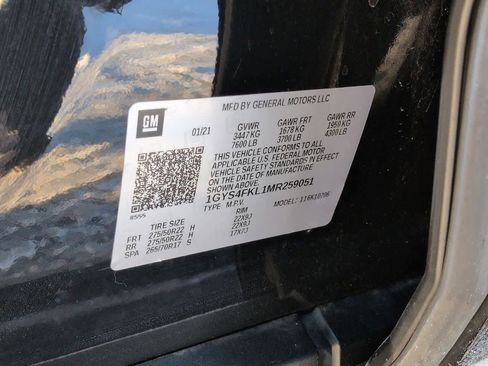 MFD BY GENERAL MOTORS LLC
GM
01/21 GVWR GAWR FRT GAWR RR
3447 KG 1678 KG 1950 KG
7600 LB 3700 LB 4300 LB
THIS VEHICLE CONFORMS TO ALL
APPLICABLE U.S. FEDERAL MOTOR
VEHICLE SAFETY STANDARDS IN EFFECT
ON THE DATE OF MANUFACTURE
SHOWN ABOVE.
1GYS4FKL1MR259051
TYPE: M.P.V. MODEL:
TIRE SIZE RIM
FRT 275/50R22 H 22X9J
RR 275/50R22 H 22X9J
SPA 265/70R17 S 17X7J